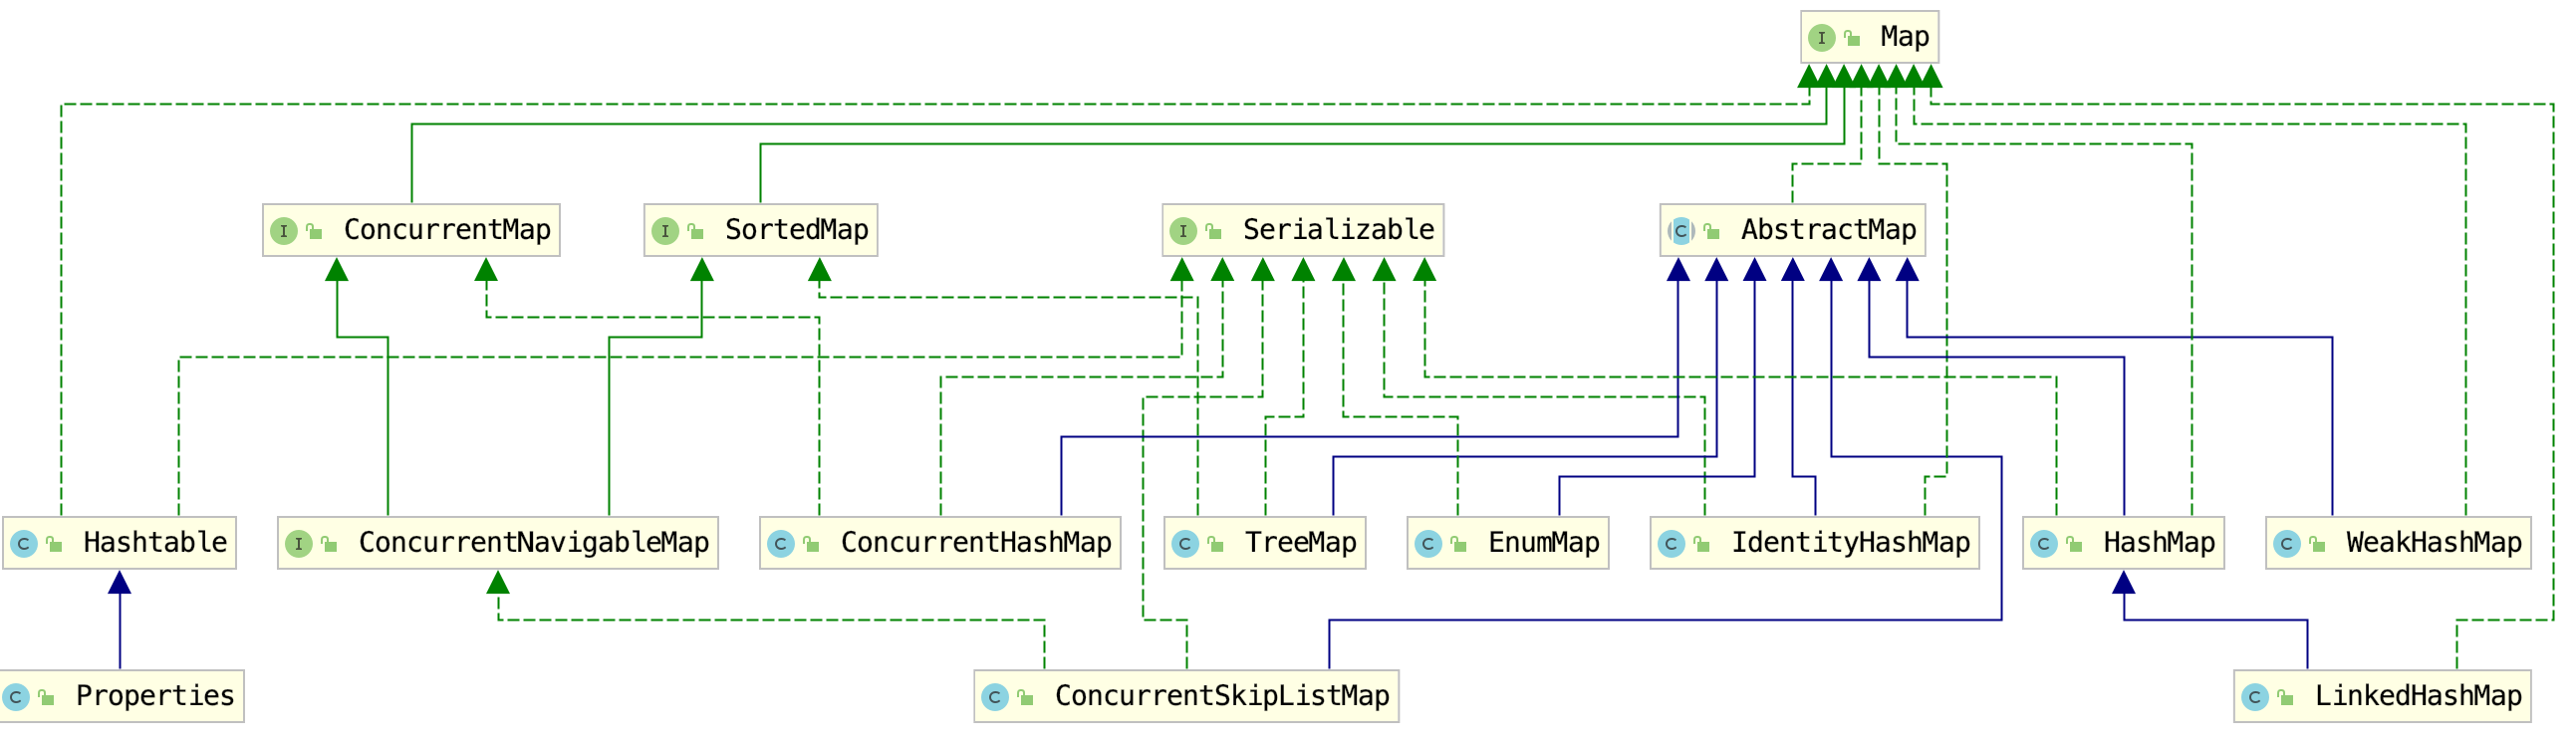 I Map
I ConcurrentMap
I SortedMap
I Serializable
C AbstractMap
C Hashtable
I ConcurrentNavigableMap
C ConcurrentHashMap
C TreeMap
C EnumMap
C IdentityHashMap
C HashMap
C WeakHashMap
C Properties
C ConcurrentSkipListMap
C LinkedHashMap